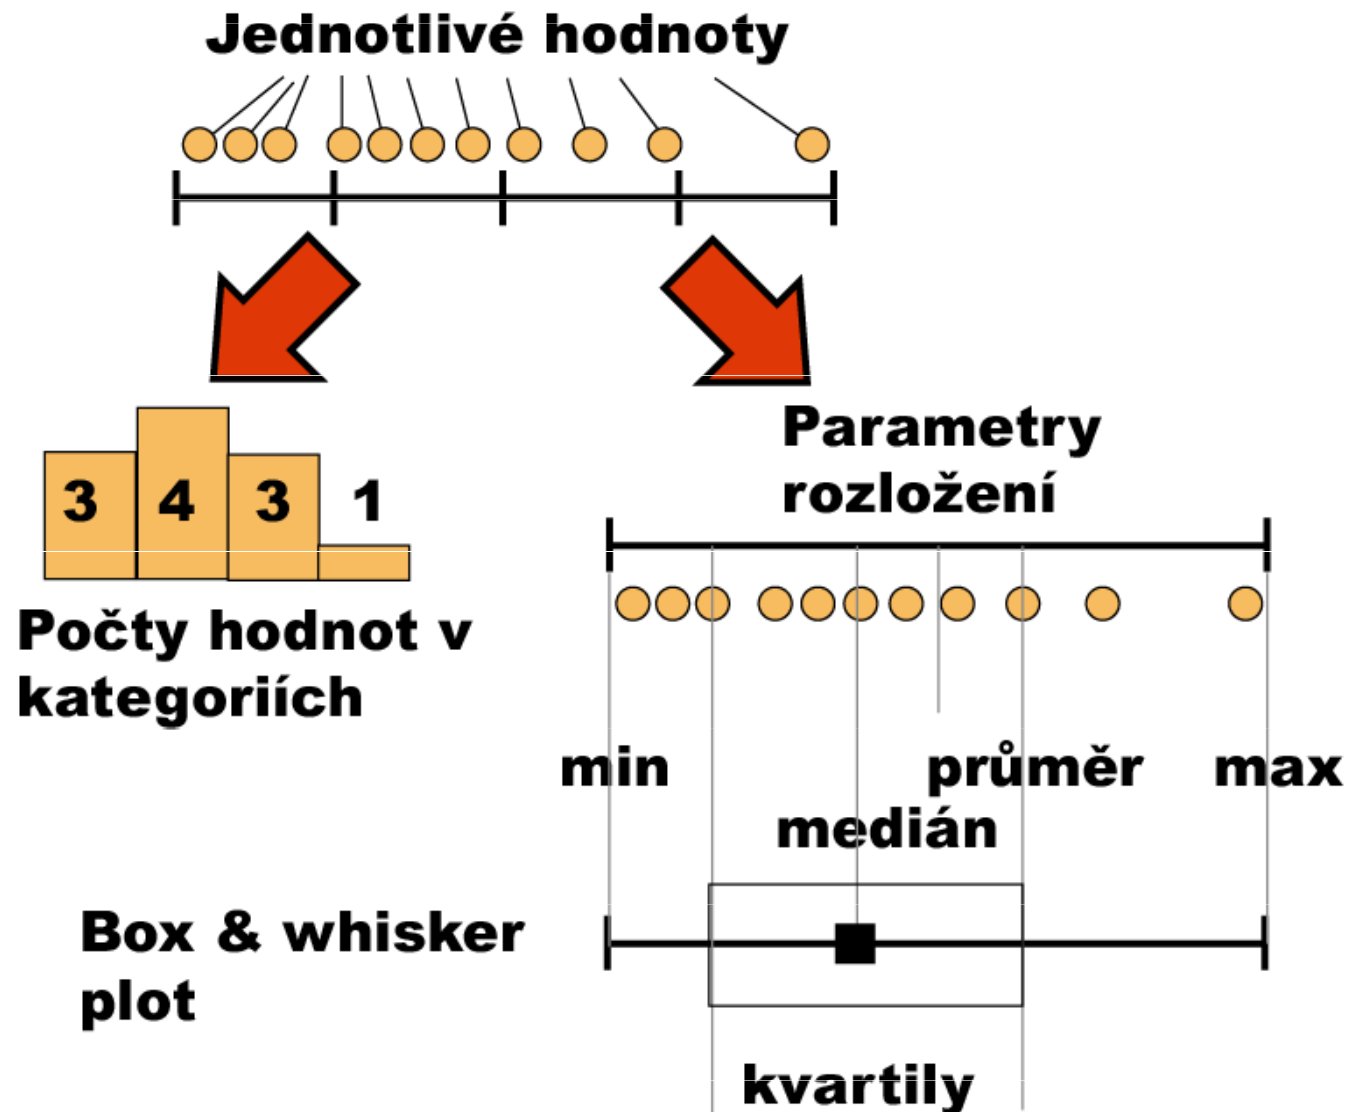 Jednotlivé hodnoty
3 4 3 1
Počty hodnot v
kategoriích
Parametry
rozložení
min průměr max
medián
Box & whisker
plot
kvartily